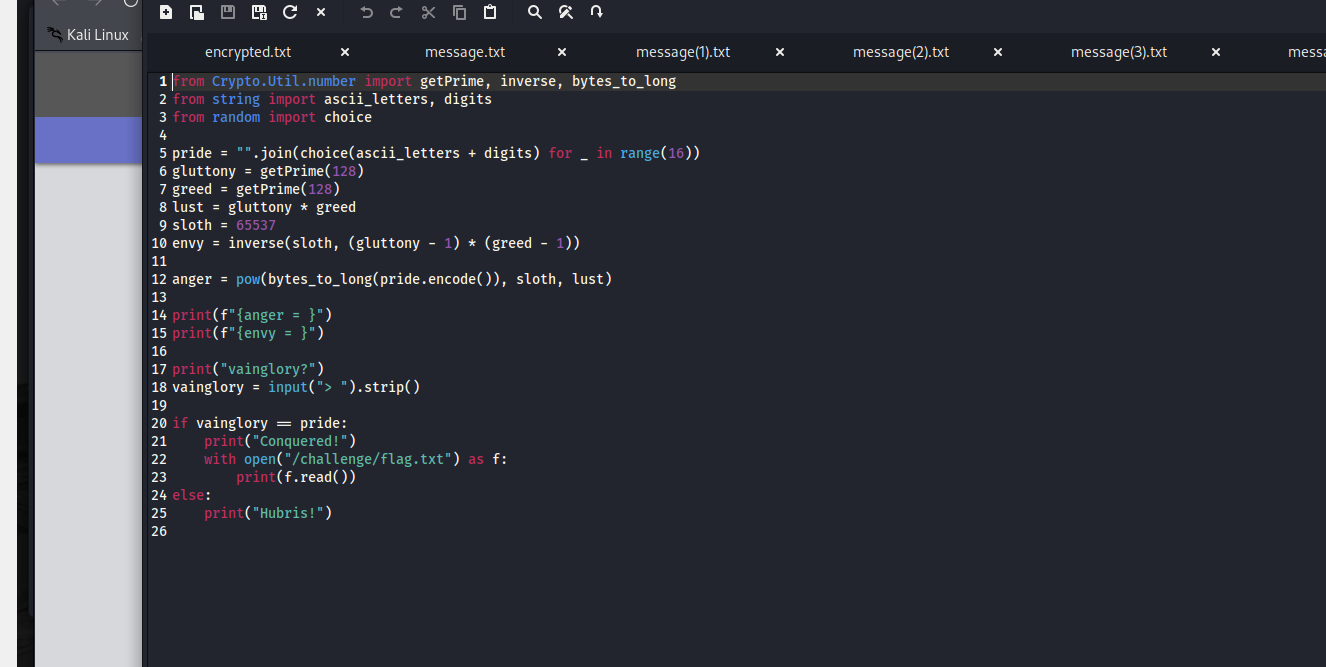 Kali Linux
encrypted.txt message.txt message(1).txt message(2).txt message(3).txt
1 from Crypto.Util.number import getPrime, inverse, bytes_to_long
2 from string import ascii_letters, digits
3 from random import choice
4
5 pride = "".join(choice(ascii_letters + digits) for _ in range(16))
6 gluttony = getPrime(128)
7 greed = getPrime(128)
8 lust = gluttony * greed
9 sloth = 65537
10 envy = inverse(sloth, (gluttony - 1) * (greed - 1))
11
12 anger = pow(bytes_to_long(pride.encode()), sloth, lust)
13
14 print(f"{anger = }")
15 print(f"{envy = }")
16
17 print("vainglory?")
18 vainglory = input("> ").strip()
19
20 if vainglory == pride:
21     print("Conquered!")
22     with open("/challenge/flag.txt") as f:
23         print(f.read())
24 else:
25     print("Hubris!")
26